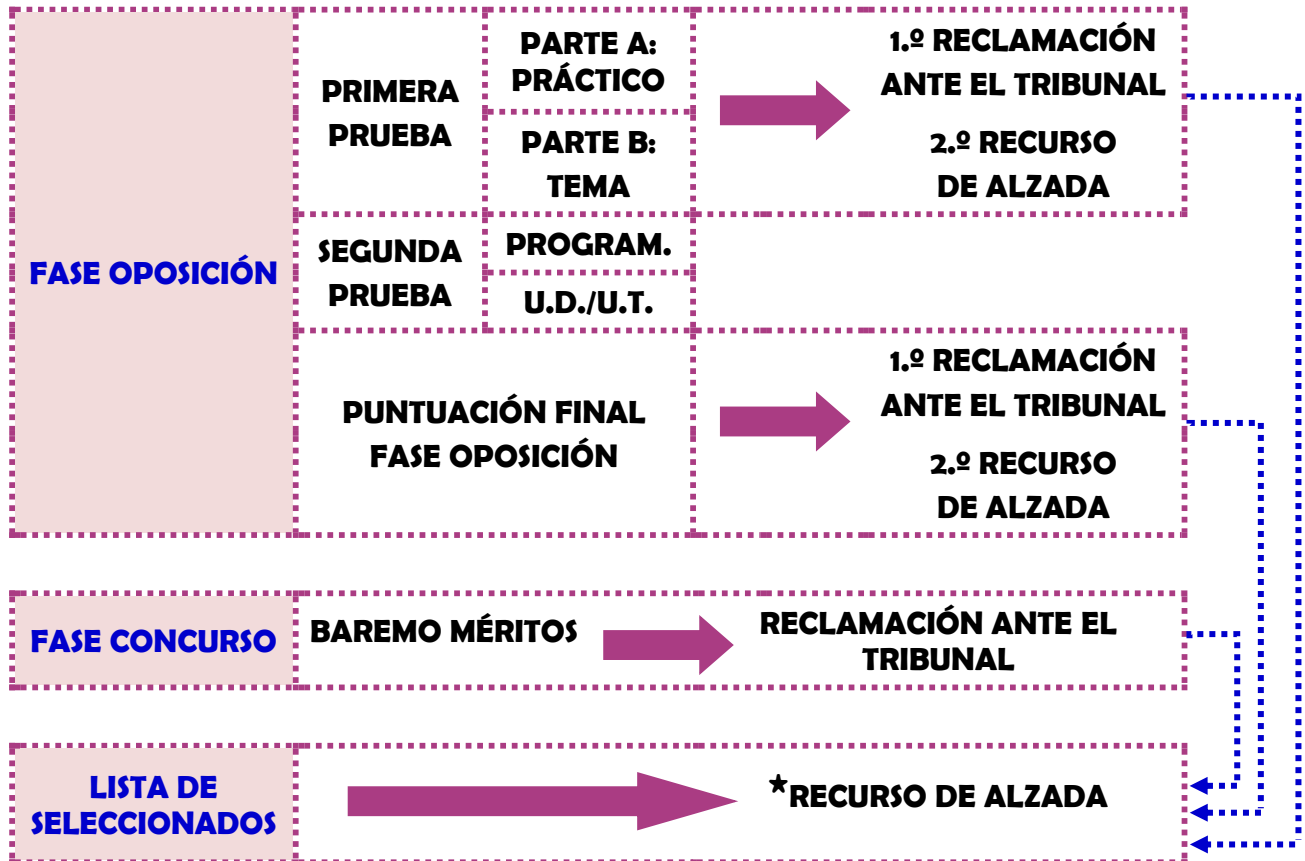 FASE OPOSICIÓN
PRIMERA
PRUEBA
PARTE A:
PRÁCTICO
PARTE B:
TEMA
1.º RECLAMACIÓN
ANTE EL TRIBUNAL
2.º RECURSO
DE ALZADA
SEGUNDA
PRUEBA
PROGRAM.
U.D./U.T.
PUNTUACIÓN FINAL
FASE OPOSICIÓN
1.º RECLAMACIÓN
ANTE EL TRIBUNAL
2.º RECURSO
DE ALZADA
FASE CONCURSO
BAREMO MÉRITOS
RECLAMACIÓN ANTE EL
TRIBUNAL
LISTA DE
SELECCIONADOS
*RECURSO DE ALZADA